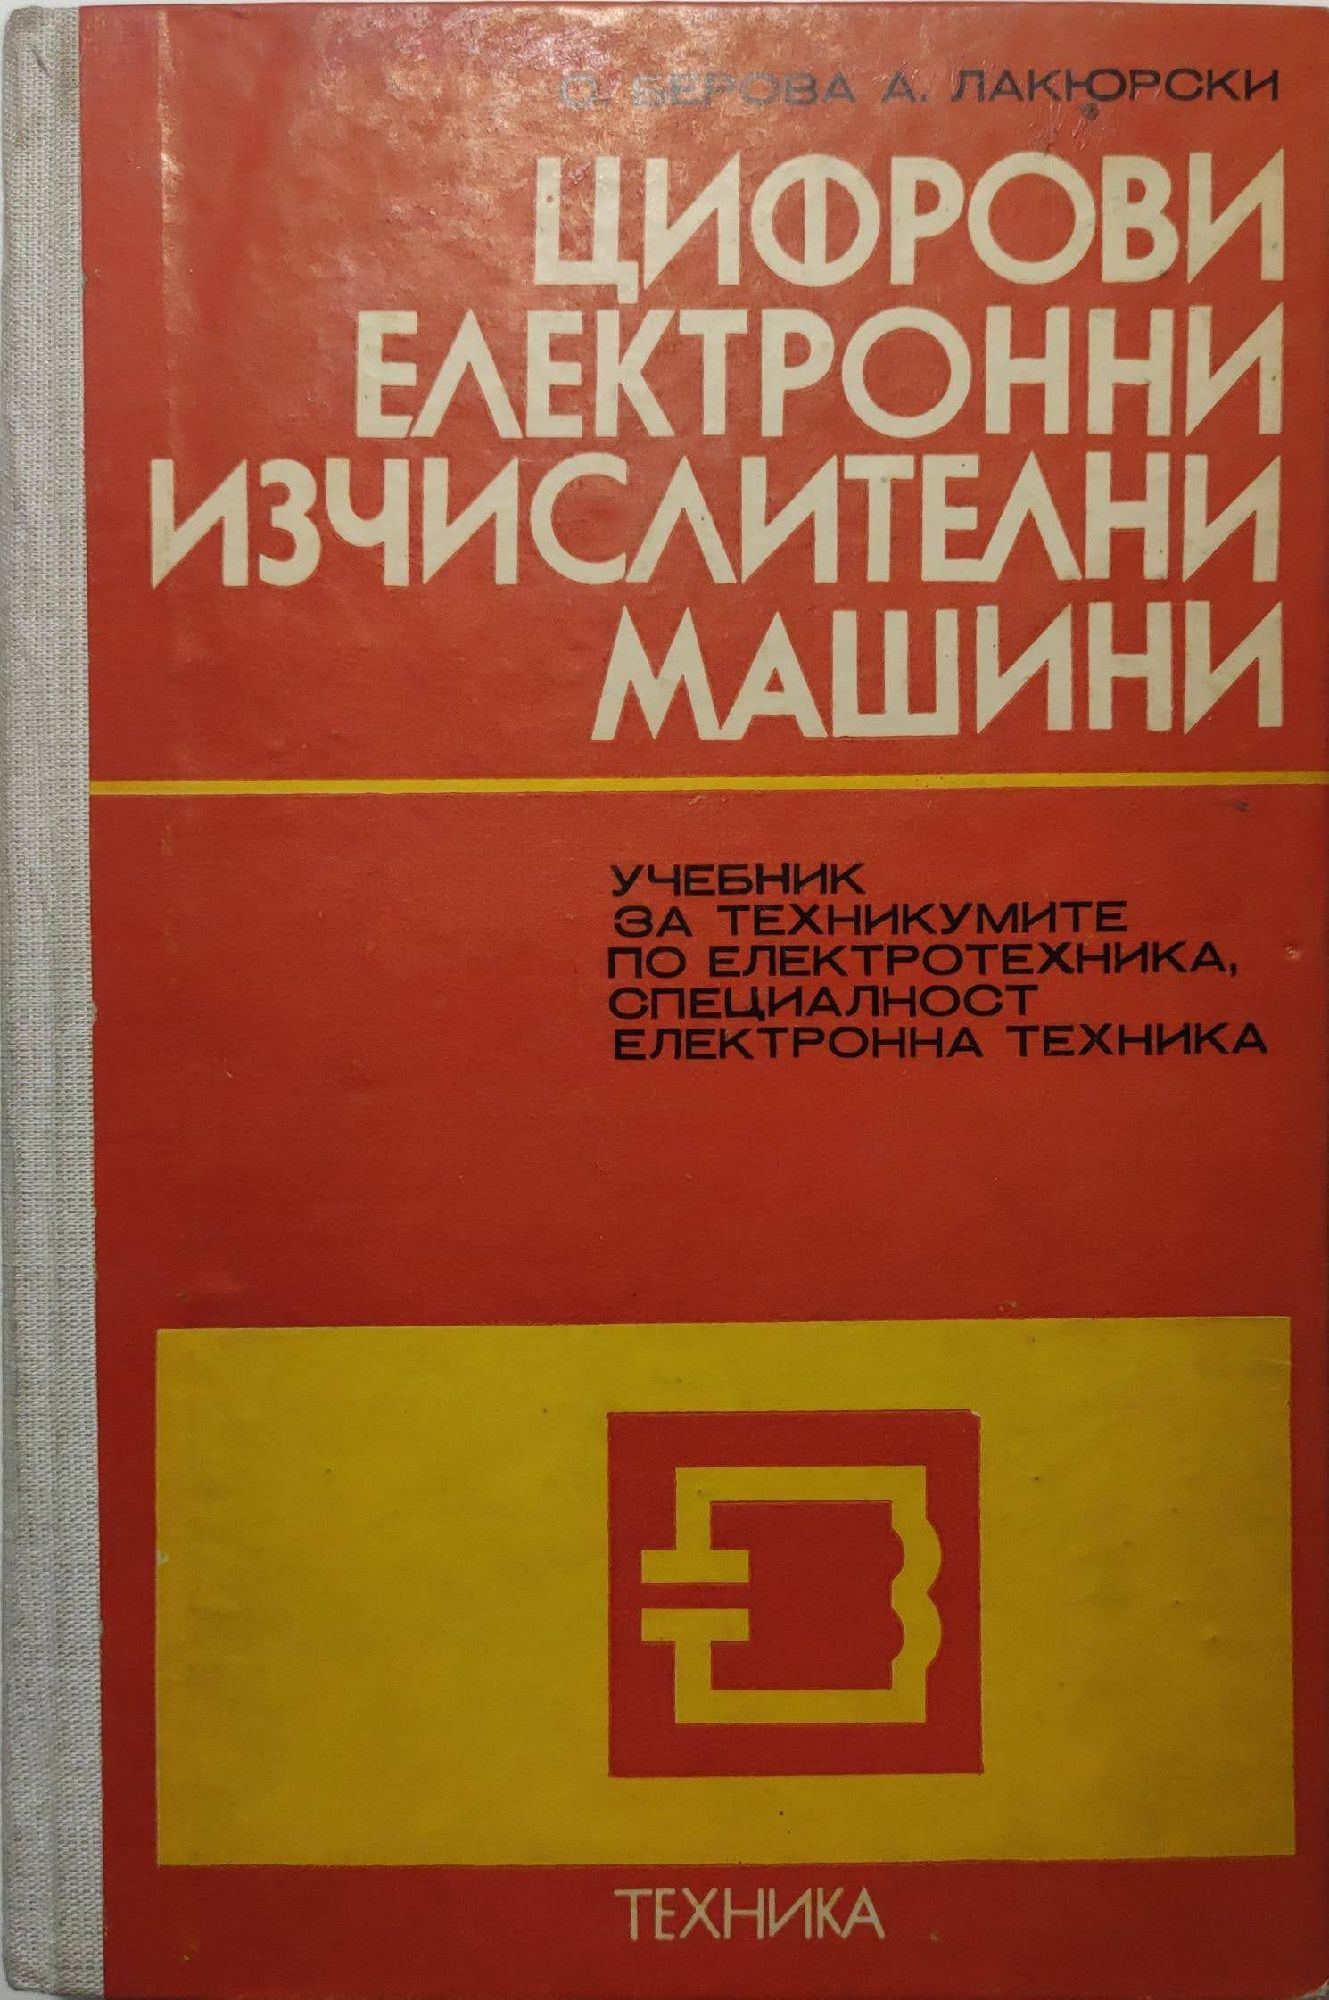 О. БЕРОВА А. ЛАКЮРСКИ
ЦИФРОВИ
ЕЛЕКТРОННИ
ИЗЧИСЛИТЕЛНИ
МАШИНИ
УЧЕБНИК
ЗА ТЕХНИКУМИТЕ
ПО ЕЛЕКТРОТЕХНИКА,
СПЕЦИАЛНОСТ
ЕЛЕКТРОННА ТЕХНИКА
ТЕХНИКА